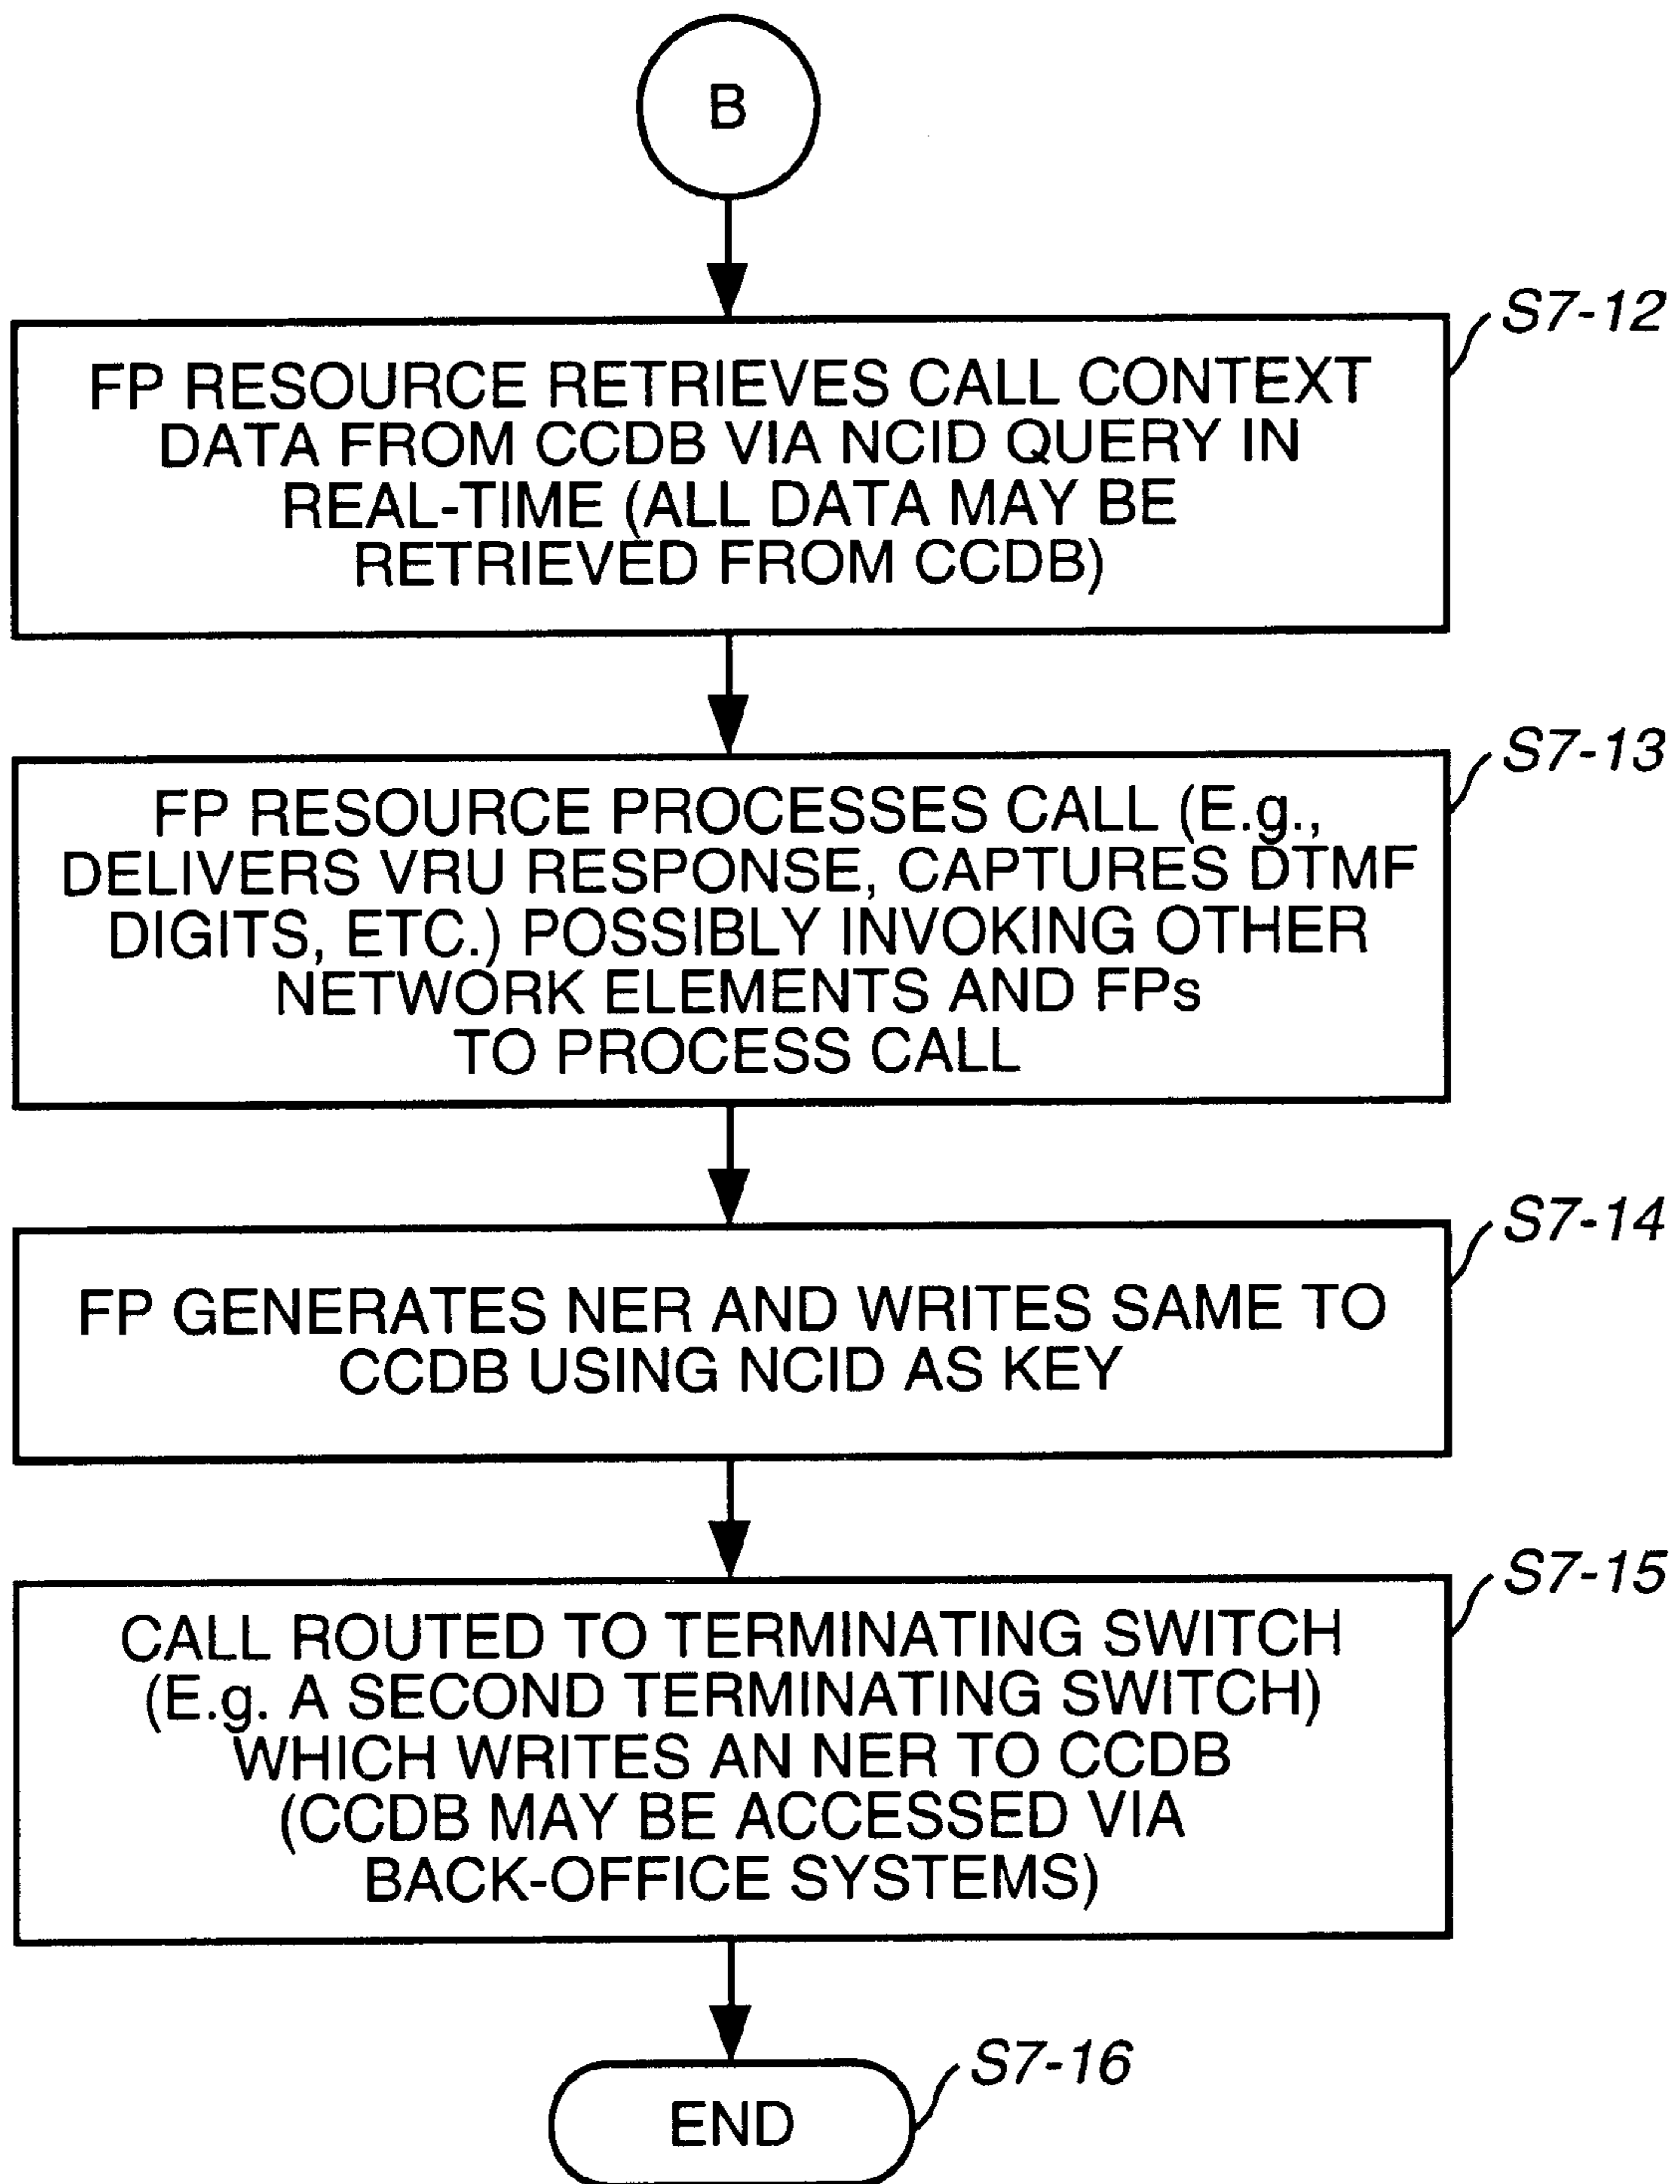 B
S7-12
FP RESOURCE RETRIEVES CALL CONTEXT
DATA FROM CCDB VIA NCID QUERY IN
REAL-TIME (ALL DATA MAY BE
RETRIEVED FROM CCDB)
S7-13
FP RESOURCE PROCESSES CALL (E.g.,
DELIVERS VRU RESPONSE, CAPTURES DTMF
DIGITS, ETC.) POSSIBLY INVOKING OTHER
NETWORK ELEMENTS AND FPs
TO PROCESS CALL
S7-14
FP GENERATES NER AND WRITES SAME TO
CCDB USING NCID AS KEY
S7-15
CALL ROUTED TO TERMINATING SWITCH
(E.g. A SECOND TERMINATING SWITCH)
WHICH WRITES AN NER TO CCDB
(CCDB MAY BE ACCESSED VIA
BACK-OFFICE SYSTEMS)
S7-16
END